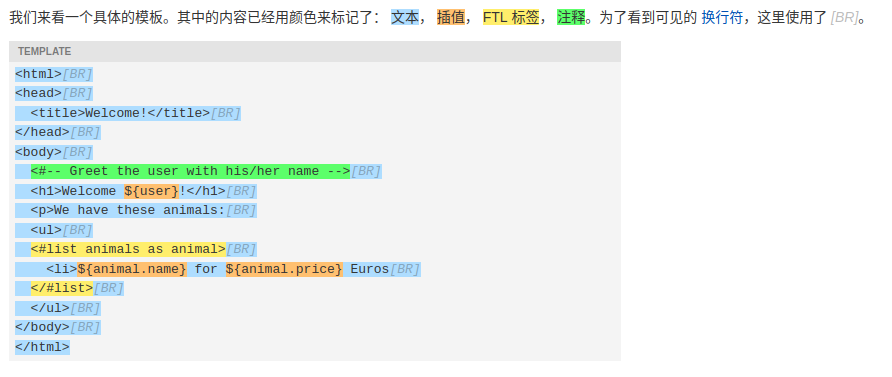 我们来看一个具体的模板。其中的内容已经用颜色来标记了： 文本， 插值， FTL 标签， 注释。为了看到可见的 换行符，这里使用了 [BR]。
TEMPLATE
<html>[BR]
<head>[BR]
  <title>Welcome!</title>[BR]
</head>[BR]
<body>[BR]
  <#-- Greet the user with his/her name -->[BR]
  <h1>Welcome ${user}!</h1>[BR]
  <p>We have these animals:[BR]
  <ul>[BR]
  <#list animals as animal>[BR]
    <li>${animal.name} for ${animal.price} Euros[BR]
  </#list>[BR]
  </ul>[BR]
</body>[BR]
</html>